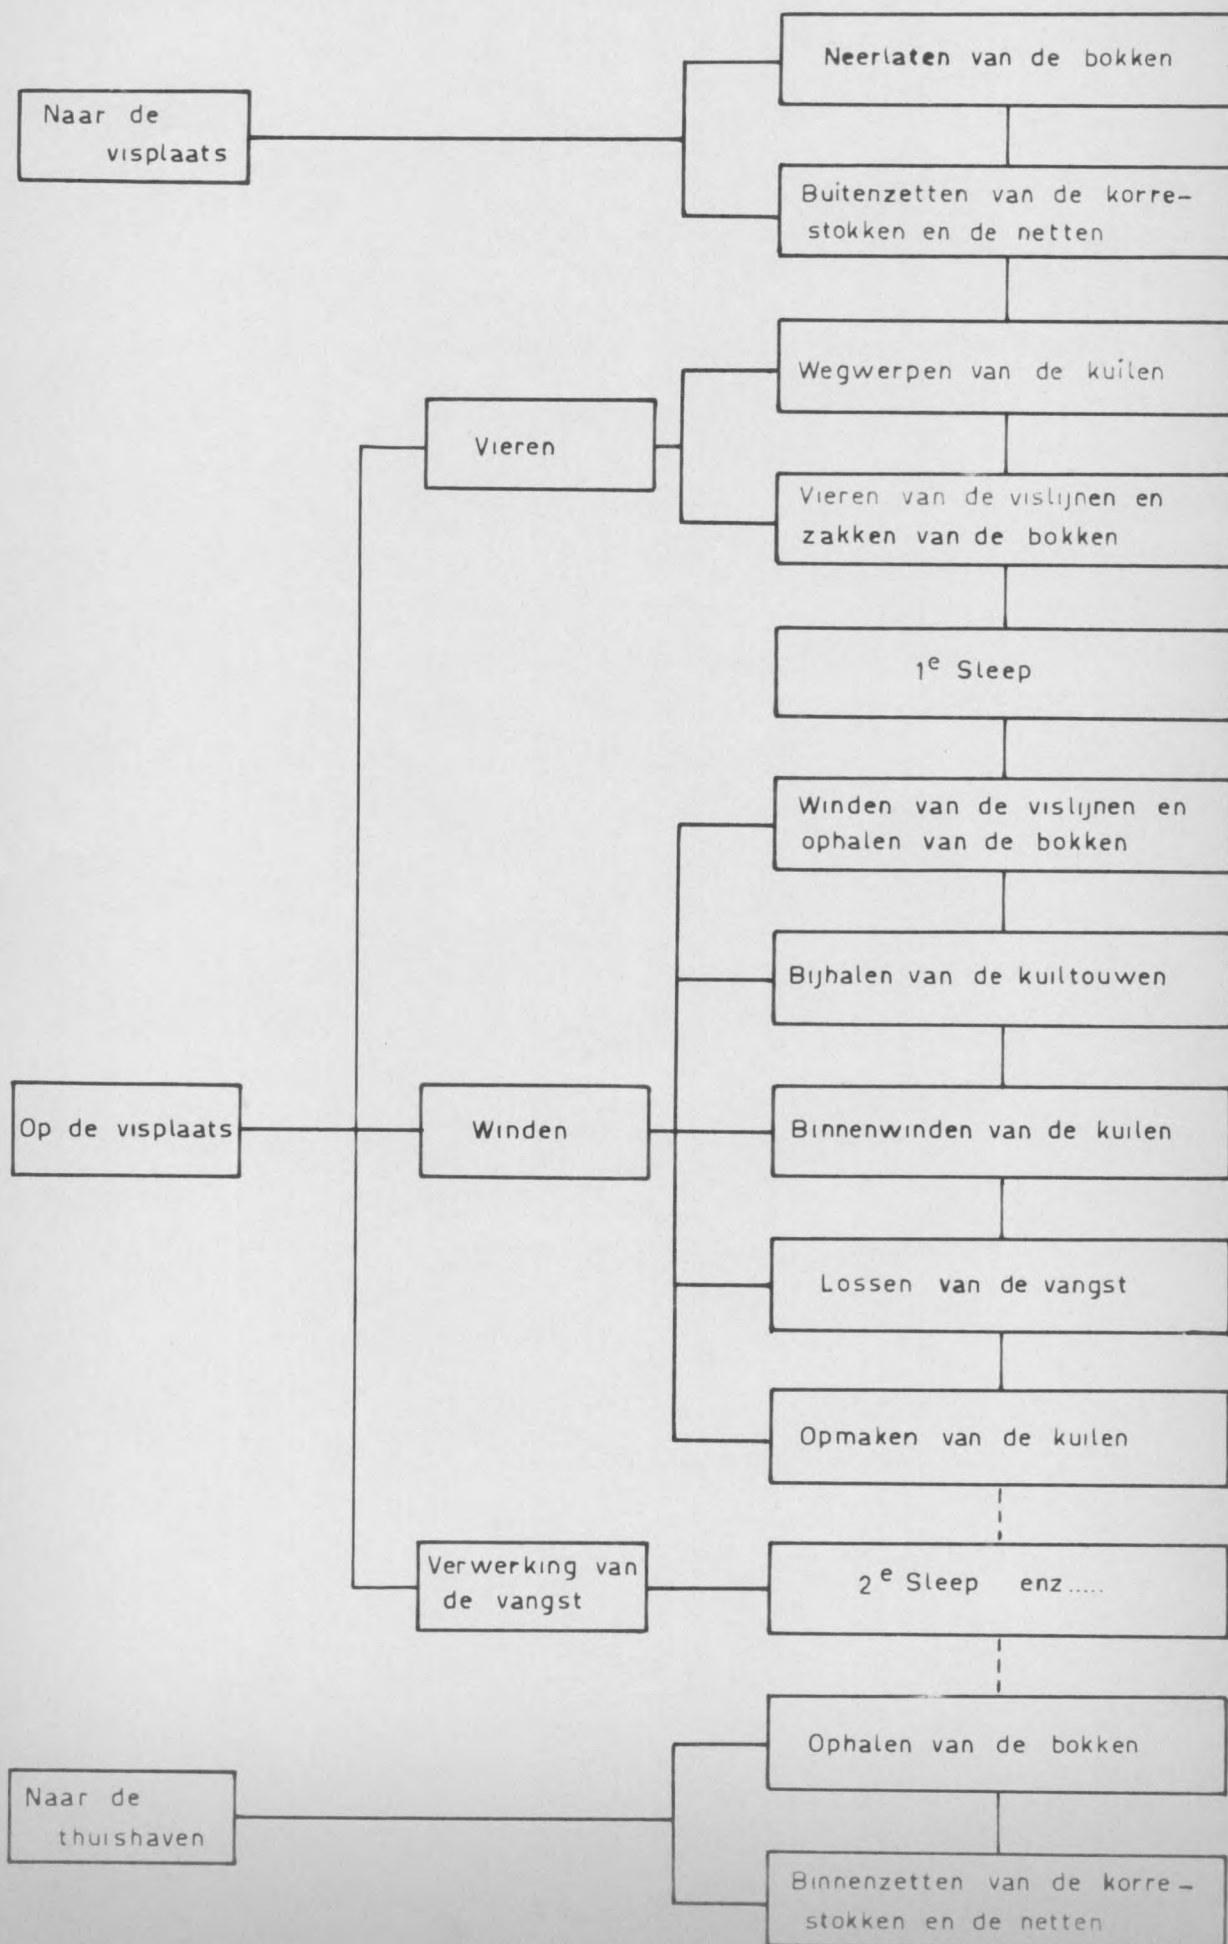 Neerlaten van de bokken
Naar de
visplaats
Buitenzetten van de korre-
stokken en de netten
Wegwerpen van de kuilen
Vieren
Vieren van de vislijnen en
zakken van de bokken
1e Sleep
Winden van de vislijnen en
ophalen van de bokken
Bijhalen van de kuiltouwen
Op de visplaats
Winden
Binnenwinden van de kuilen
Lossen van de vangst
Opmaken van de kuilen
Verwerking van
de vangst
2e Sleep enz.....
Ophalen van de bokken
Naar de
thuishaven
Binnenzetten van de korre-
stokken en de netten